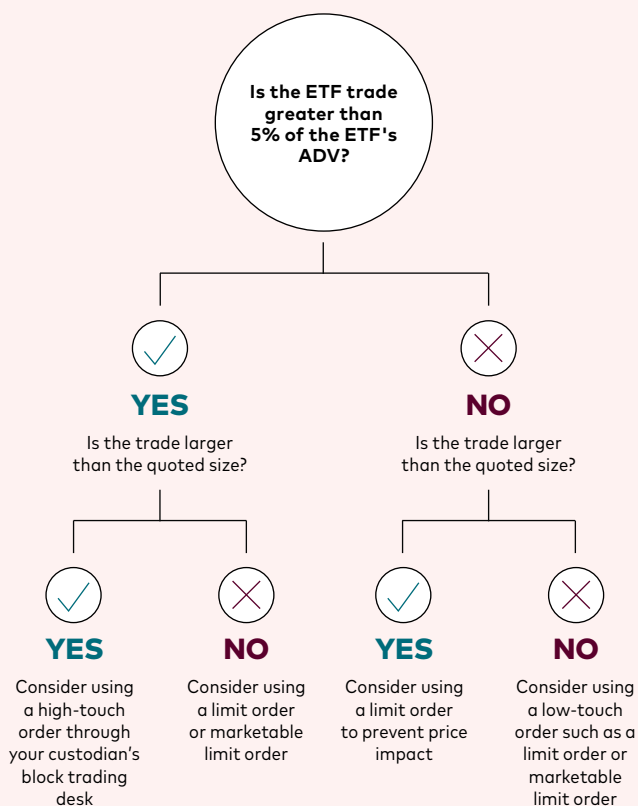 Is the ETF trade
greater than
5% of the ETF's
ADV?
YES
Is the trade larger
than the quoted size?
NO
Is the trade larger
than the quoted size?
YES
Consider using
a high-touch
order through
your custodian’s
block trading
desk
NO
Consider using
a limit order
or marketable
limit order
YES
Consider using
a limit order
to prevent price
impact
NO
Consider using
a low-touch
order such as a
limit order or
marketable
limit order